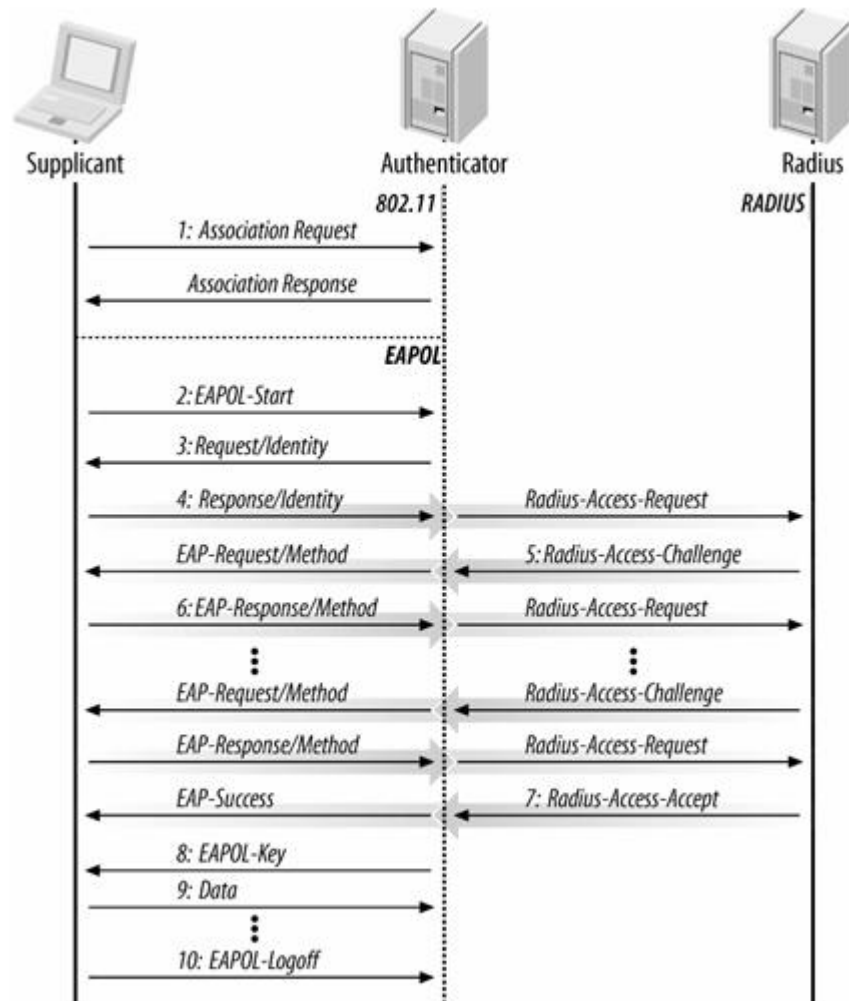 Supplicant
Authenticator
Radius
802.11
RADIUS
1: Association Request
Association Response
EAPOL
2: EAPOL-Start
3: Request/Identity
4: Response/Identity
Radius-Access-Request
EAP-Request/Method
5: Radius-Access-Challenge
6: EAP-Response/Method
Radius-Access-Request
EAP-Request/Method
Radius-Access-Challenge
EAP-Response/Method
Radius-Access-Request
EAP-Success
7: Radius-Access-Accept
8: EAPOL-Key
9: Data
10: EAPOL-Logoff